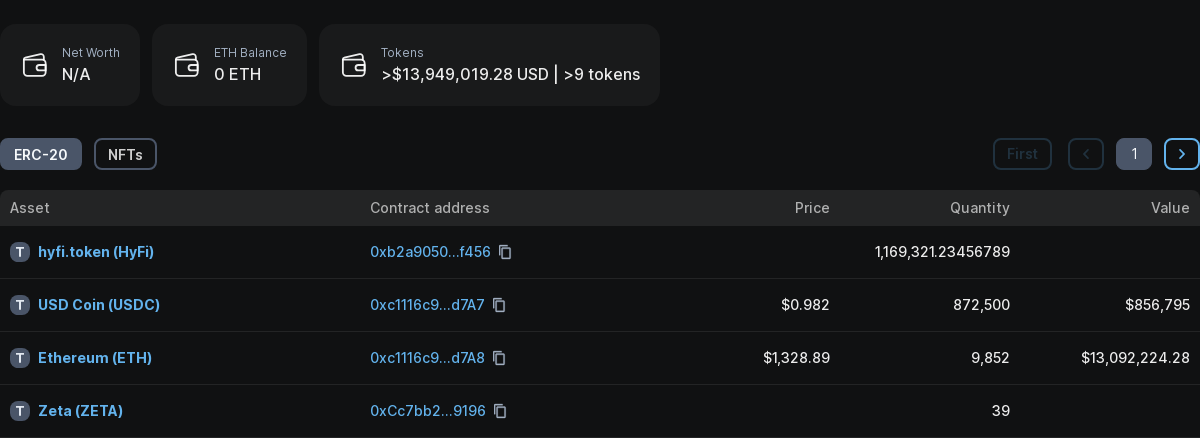 Net Worth
N/A
ETH Balance
0 ETH
Tokens
>$13,949,019.28 USD | >9 tokens
ERC-20 NFTs First 1
Asset Contract address Price Quantity Value
T hyfi.token (HyFi) 0xb2a9050...f456 1,169,321.23456789
T USD Coin (USDC) 0xc1116c9...d7A7 $0.982 872,500 $856,795
T Ethereum (ETH) 0xc1116c9...d7A8 $1,328.89 9,852 $13,092,224.28
T Zeta (ZETA) 0xCc7bb2...9196 39